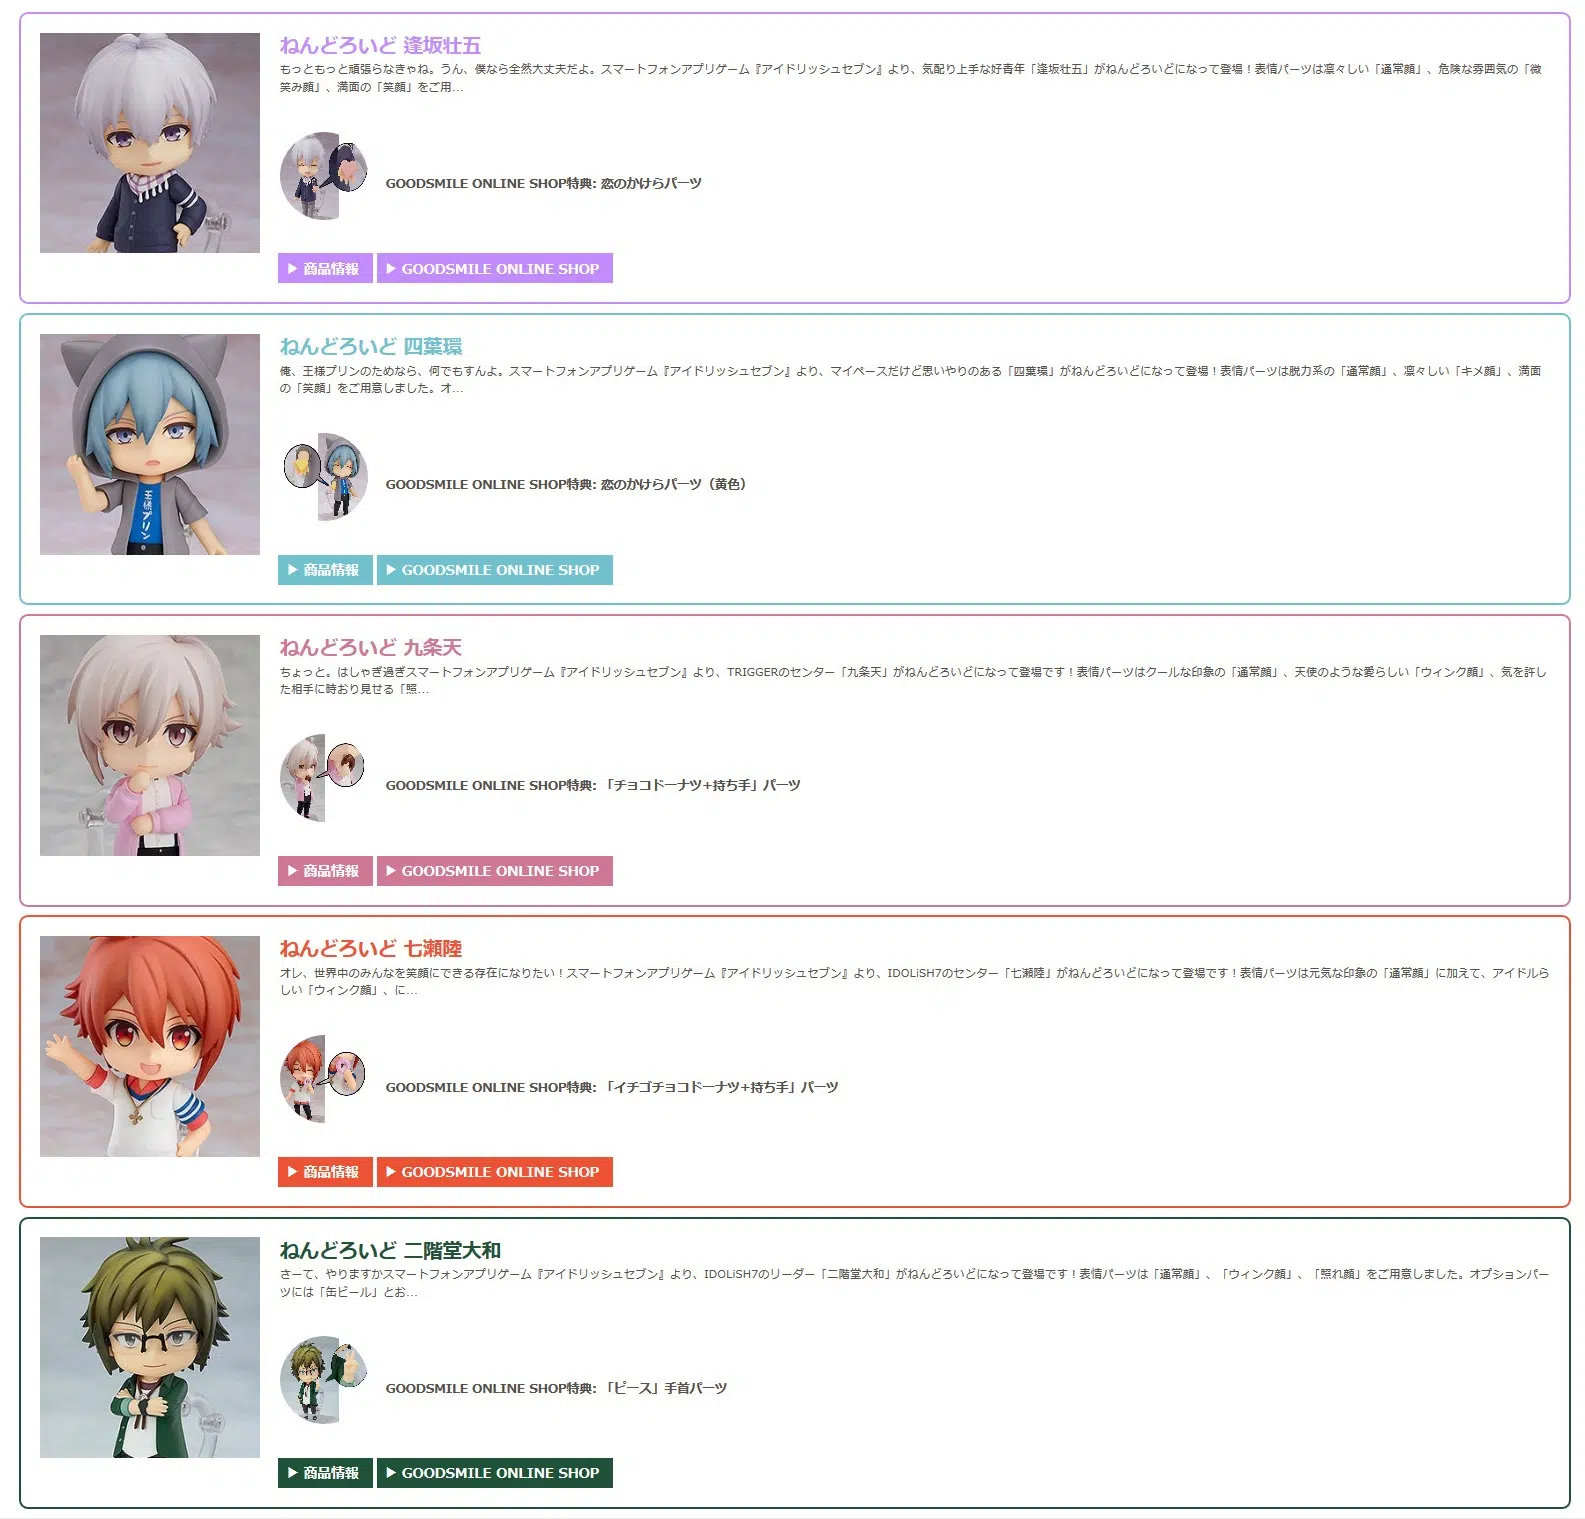 ねんどろいど 逢坂壮五
もっともっと頑張らなきゃね。うん、僕なら全然大丈夫だよ。スマートフォンアプリゲーム『アイドリッシュセブン』より、気配り上手な好青年「逢坂壮五」がねんどろいどになって登場！表情パーツは凛々しい「通常顔」、危険な雰囲気の「微
笑み顔」、満面の「笑顔」をご用...
GOODSMILE ONLINE SHOP特典: 恋のかけらパーツ
▶ 商品情報 ▶ GOODSMILE ONLINE SHOP
ねんどろいど 四葉環
俺、王様プリンのためなら、何でもすんよ。スマートフォンアプリゲーム『アイドリッシュセブン』より、マイペースだけど思いやりのある「四葉環」がねんどろいどになって登場！表情パーツは脱力系の「通常顔」、凛々しい「キメ顔」、満面
の「笑顔」をご用意しました。オ...
王様プリン
GOODSMILE ONLINE SHOP特典: 恋のかけらパーツ（黄色）
▶ 商品情報 ▶ GOODSMILE ONLINE SHOP
ねんどろいど 九条天
ちょっと。はしゃぎ過ぎスマートフォンアプリゲーム『アイドリッシュセブン』より、TRIGGERのセンター「九条天」がねんどろいどになって登場です！表情パーツはクールな印象の「通常顔」、天使のような愛らしい「ウィンク顔」、気を許し
た相手に時おり見せる「照...
GOODSMILE ONLINE SHOP特典: 「チョコドーナツ+持ち手」パーツ
▶ 商品情報 ▶ GOODSMILE ONLINE SHOP
ねんどろいど 七瀬陸
オレ、世界中のみんなを笑顔にできる存在になりたい！スマートフォンアプリゲーム『アイドリッシュセブン』より、IDOLiSH7のセンター「七瀬陸」がねんどろいどになって登場です！表情パーツは元気な印象の「通常顔」に加えて、アイドルら
しい「ウィンク顔」、に...
GOODSMILE ONLINE SHOP特典: 「イチゴチョコドーナツ+持ち手」パーツ
▶ 商品情報 ▶ GOODSMILE ONLINE SHOP
ねんどろいど 二階堂大和
さーて、やりますかスマートフォンアプリゲーム『アイドリッシュセブン』より、IDOLiSH7のリーダー「二階堂大和」がねんどろいどになって登場です！表情パーツは「通常顔」、「ウィンク顔」、「照れ顔」をご用意しました。オプションパー
ツには「缶ビール」とお...
GOODSMILE ONLINE SHOP特典: 「ピース」手首パーツ
▶ 商品情報 ▶ GOODSMILE ONLINE SHOP